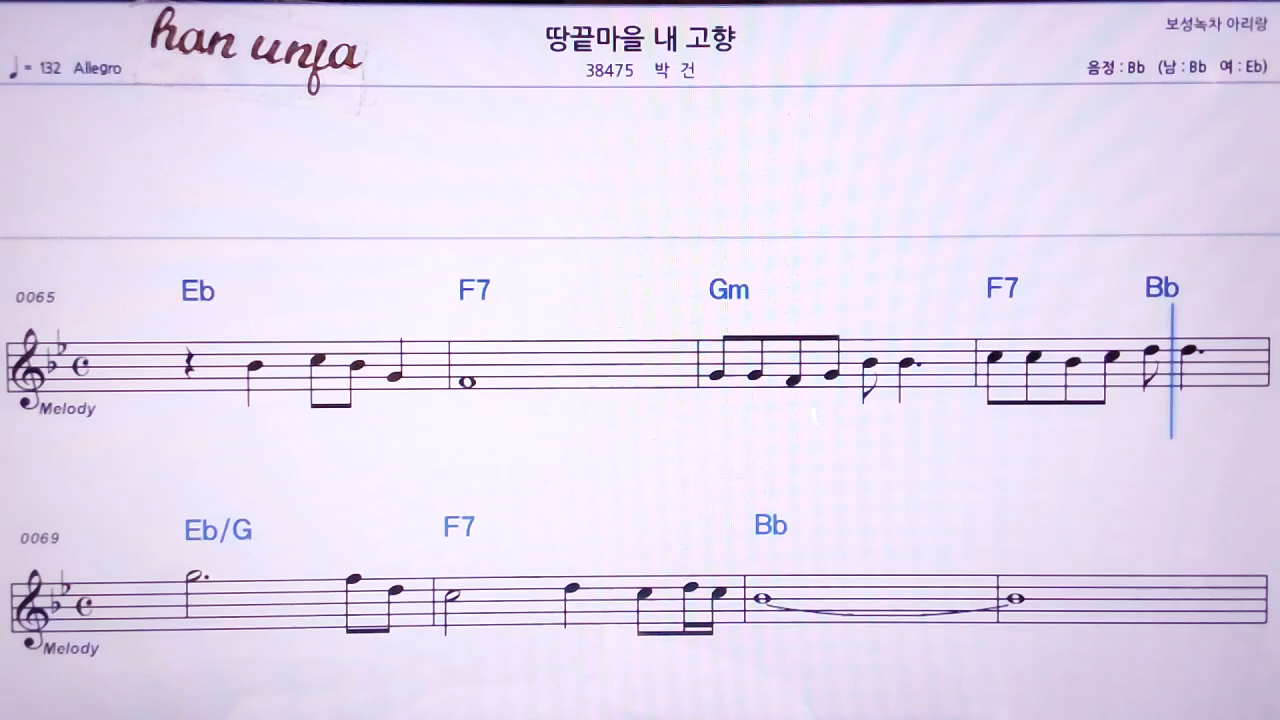 han unfa
땅끝마을 내 고향
보성녹차 아리랑
♩= 132 Allegro
38475 박 건
음정 : Bb (남 : Bb 여 : Eb)
0065 Eb F7 Gm F7 Bb
Melody
0069 Eb/G F7 Bb
Melody